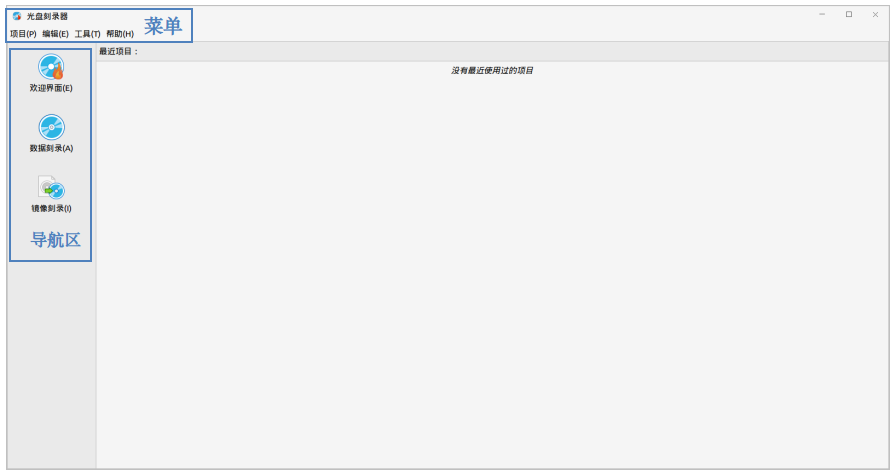 光盘刻录器
项目(P) 编辑(E) 工具(T) 帮助(H)
菜单
最近项目：
没有最近使用过的项目
欢迎界面(E)
数据刻录(A)
镜像刻录(I)
导航区